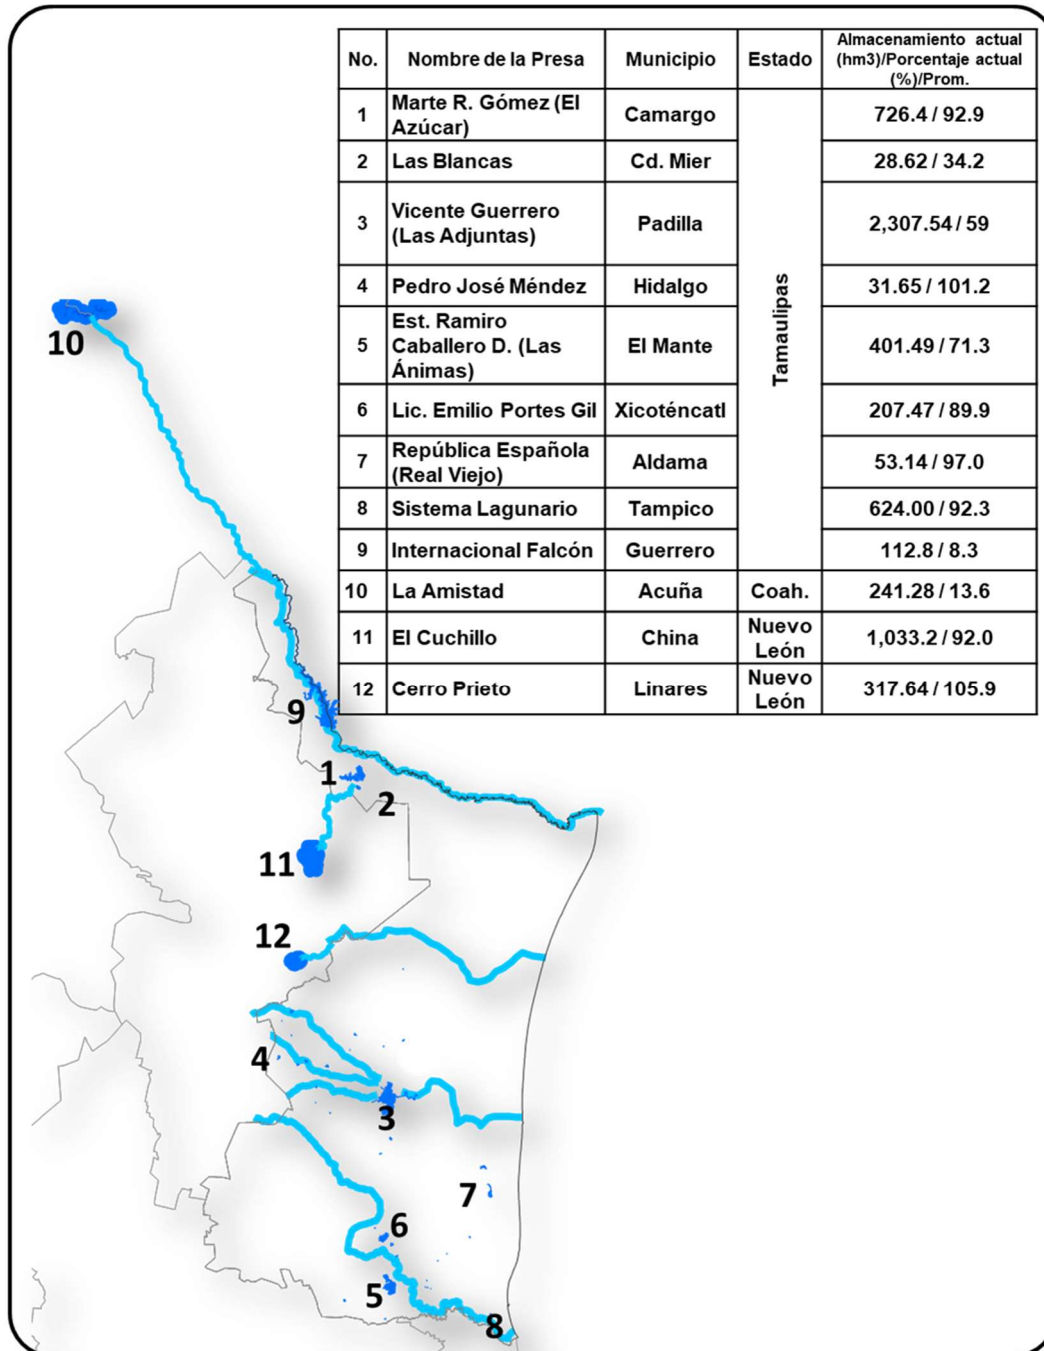 No. Nombre de la Presa Municipio Estado Almacenamiento actual (hm3)/Porcentaje actual (%)/Prom.
1 Marte R. Gómez (El Azúcar) Camargo Tamaulipas 726.4 / 92.9
2 Las Blancas Cd. Mier 28.62 / 34.2
3 Vicente Guerrero (Las Adjuntas) Padilla 2,307.54 / 59
4 Pedro José Méndez Hidalgo 31.65 / 101.2
5 Est. Ramiro Caballero D. (Las Ánimas) El Mante 401.49 / 71.3
6 Lic. Emilio Portes Gil Xicoténcatl 207.47 / 89.9
7 República Española (Real Viejo) Aldama 53.14 / 97.0
8 Sistema Lagunario Tampico 624.00 / 92.3
9 Internacional Falcón Guerrero 112.8 / 8.3
10 La Amistad Acuña Coah. 241.28 / 13.6
11 El Cuchillo China Nuevo León 1,033.2 / 92.0
12 Cerro Prieto Linares Nuevo León 317.64 / 105.9
10
9
1
2
11
12
4
3
7
6
5
8